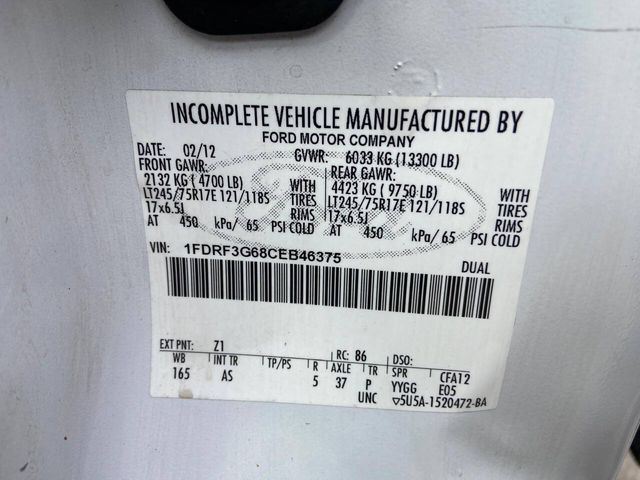 INCOMPLETE VEHICLE MANUFACTURED BY
FORD MOTOR COMPANY
DATE: 02/12 GVWR: 6033 KG (13300 LB)
FRONT GAWR: REAR GAWR:
2132 KG (4700 LB) WITH 4423 KG (9750 LB) WITH
LT245/75R17E 121/118S TIRES LT245/75R17E 121/118S TIRES
17x6.5J RIMS 17x6.5J RIMS
AT 450 kPa/ 65 PSI COLD AT 450 kPa/ 65 PSI COLD
VIN: 1FDRF3G68CEB46375
DUAL
EXT PNT: Z1 RC: 86 DSO:
WB INT TR TP/PS R AXLE TR SPR CFA12
165 AS 5 37 P YYGG E05
UNC ▽5U5A-1520472-BA